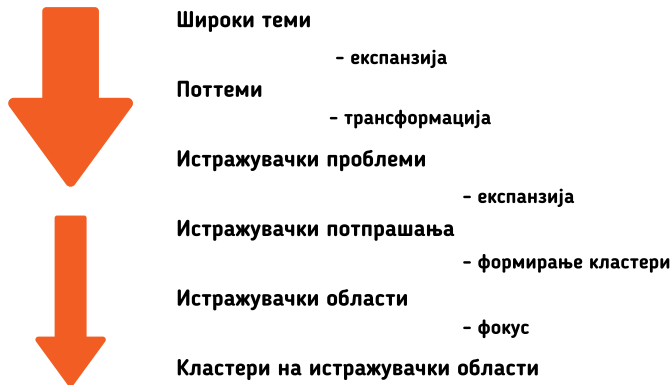 Широки теми
- експанзија
Поттеми
- трансформација
Истражувачки проблеми
- експанзија
Истражувачки потпрашања
- формирање кластери
Истражувачки области
- фокус
Кластери на истражувачки области